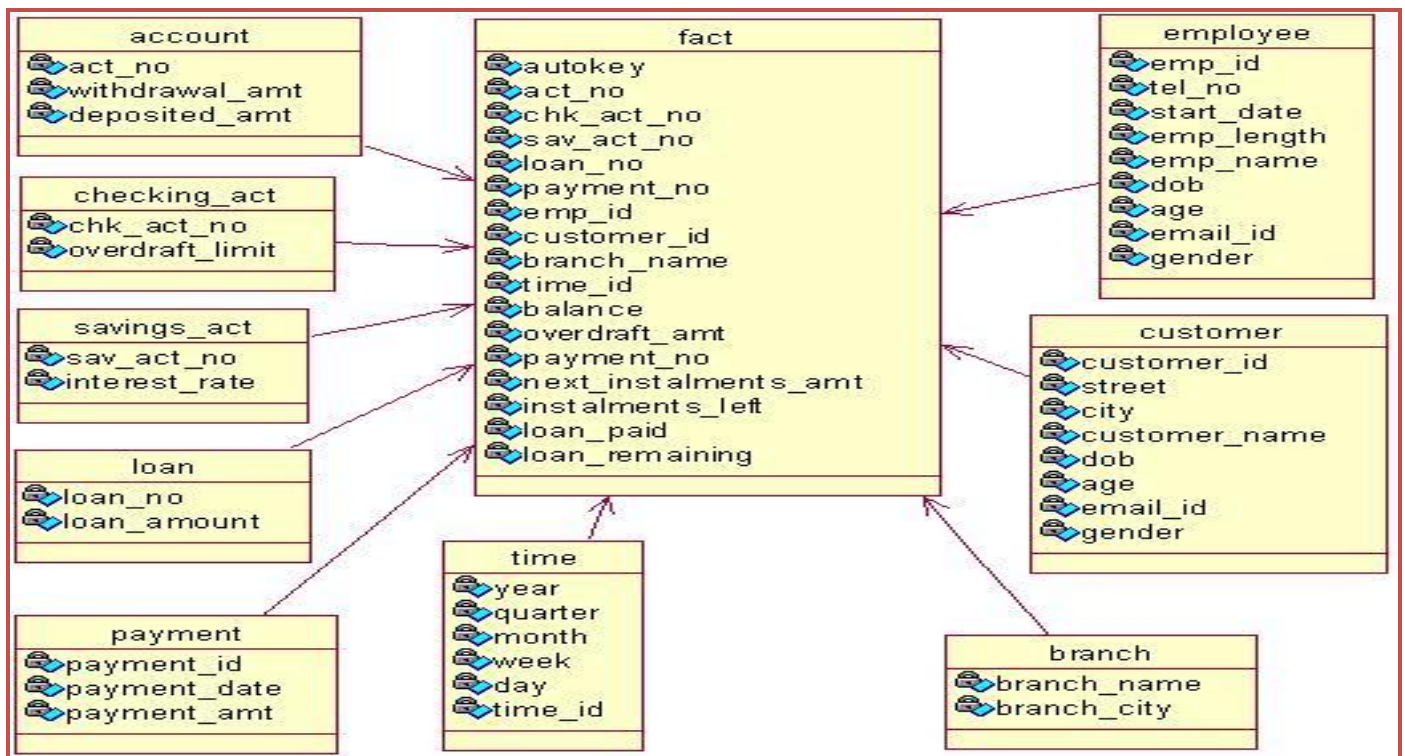 account
act_no
withdrawal_amt
deposited_amt
checking_act
chk_act_no
overdraft_limit
savings_act
sav_act_no
interest_rate
loan
loan_no
loan_amount
payment
payment_id
payment_date
payment_amt
fact
autokey
act_no
chk_act_no
sav_act_no
loan_no
payment_no
emp_id
customer_id
branch_name
time_id
balance
overdraft_amt
payment_no
next_instalments_amt
instalments_left
loan_paid
loan_remaining
time
year
quarter
month
week
day
time_id
employee
emp_id
tel_no
start_date
emp_length
emp_name
dob
age
email_id
gender
customer
customer_id
street
city
customer_name
dob
age
email_id
gender
branch
branch_name
branch_city